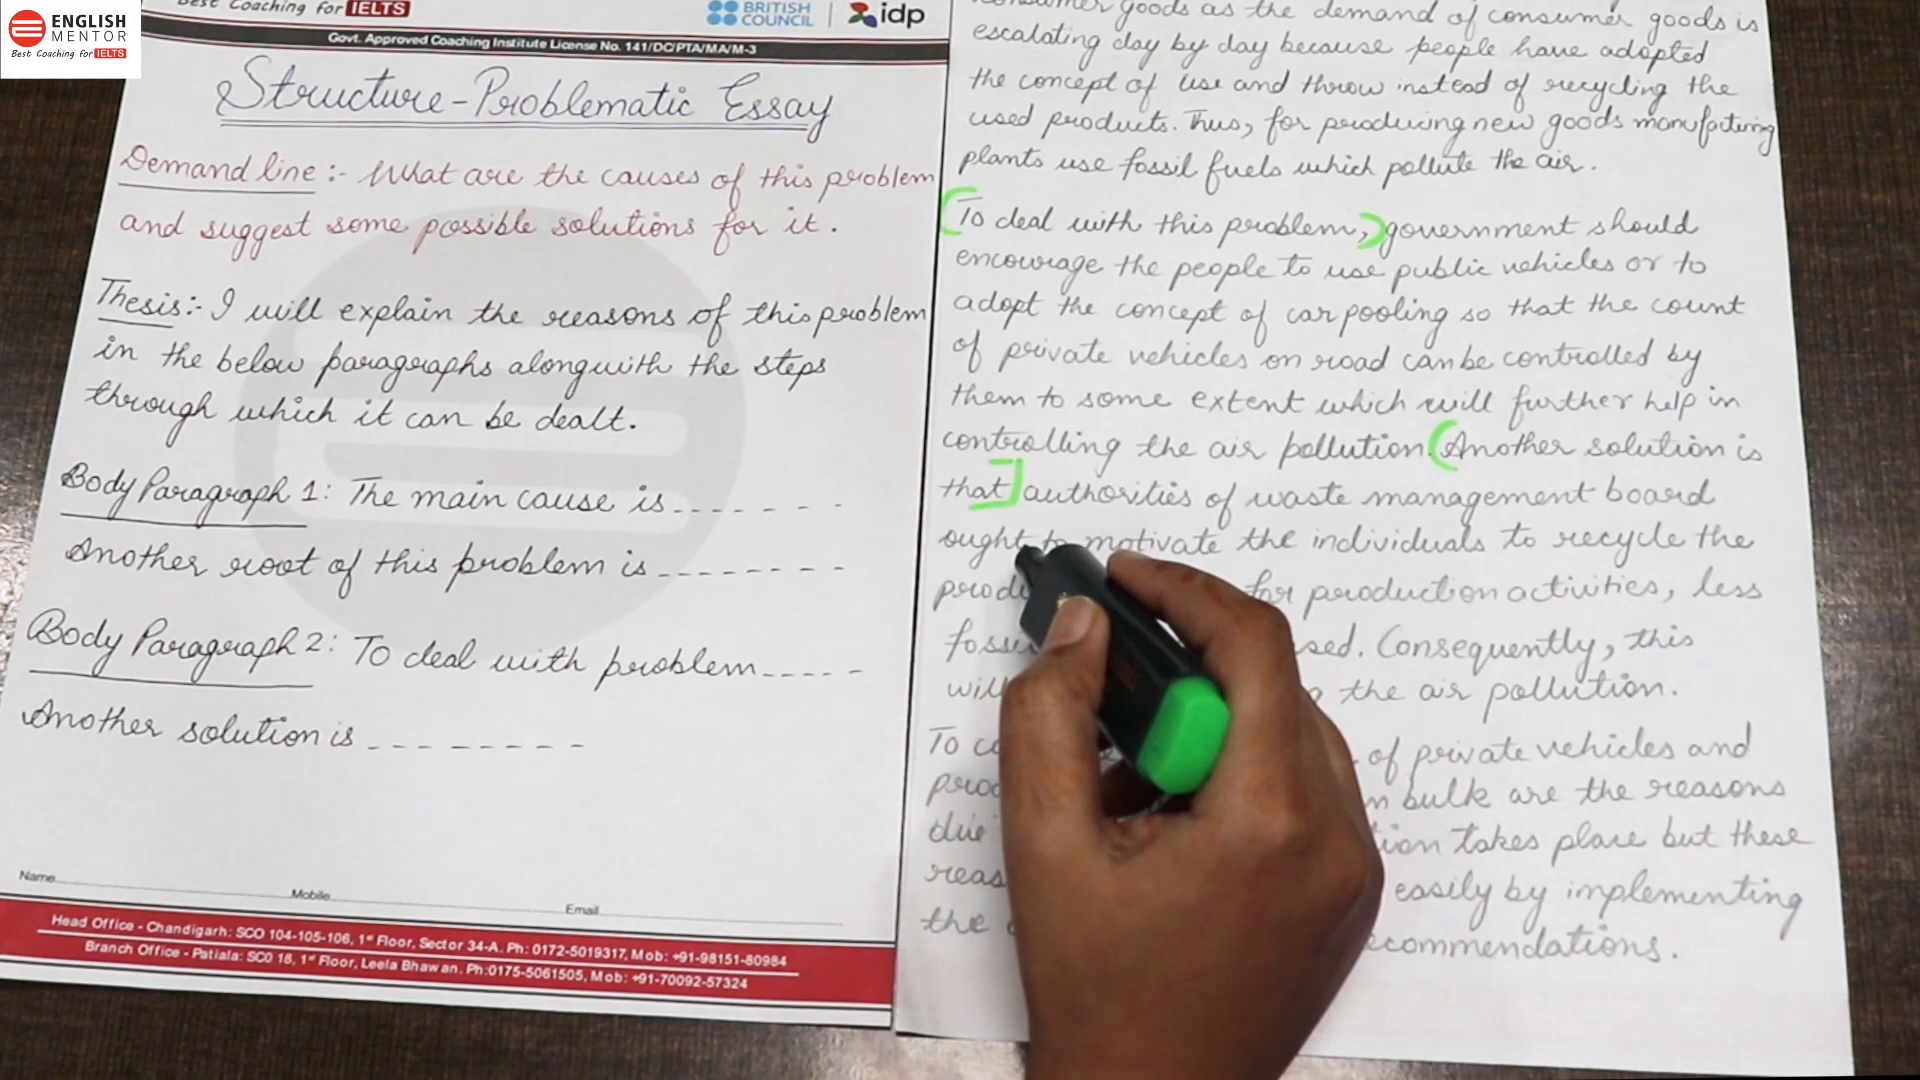 ENGLISH
MENTOR
Best Coaching for IELTS
Best Coaching for IELTS
BRITISH
COUNCIL
idp
Govt. Approved Coaching Institute License No. 141/DC/PTA/MA/M-3
Structure-Problematic Essay
Demand line :- What are the causes of this problem
and suggest some possible solutions for it.
Thesis:- I will explain the reasons of this problem
in the below paragraphs alongwith the steps
through which it can be dealt.
Body Paragraph 1: The main cause is
Another root of this problem is
Body Paragraph 2: To deal with problem
Another solution is
Name
Mobile
Email
Head Office - Chandigarh: SCO 104-105-106, 1st Floor, Sector 34-A. Ph: 0172-5019317, Mob: +91-98151-80984
Branch Office - Patiala: SCO 18, 1st Floor, Leela Bhawan. Ph:0175-5061505, Mob: +91-70092-57324
consumer goods as the demand of consumer goods is
escalating day by day because people have adopted
the concept of use and throw instead of recycling the
used products. Thus, for producing new goods manufacturing
plants use fossil fuels which pollute the air.
To deal with this problem, government should
encourage the people to use public vehicles or to
adopt the concept of car pooling so that the count
of private vehicles on road can be controlled by
them to some extent which will further help in
controlling the air pollution. Another solution is
that authorities of waste management board
ought to motivate the individuals to recycle the
for production activities, less
Consequently, this
will the air pollution.
To of private vehicles and
bulk are the reasons
due takes place but these
easily by implementing
the